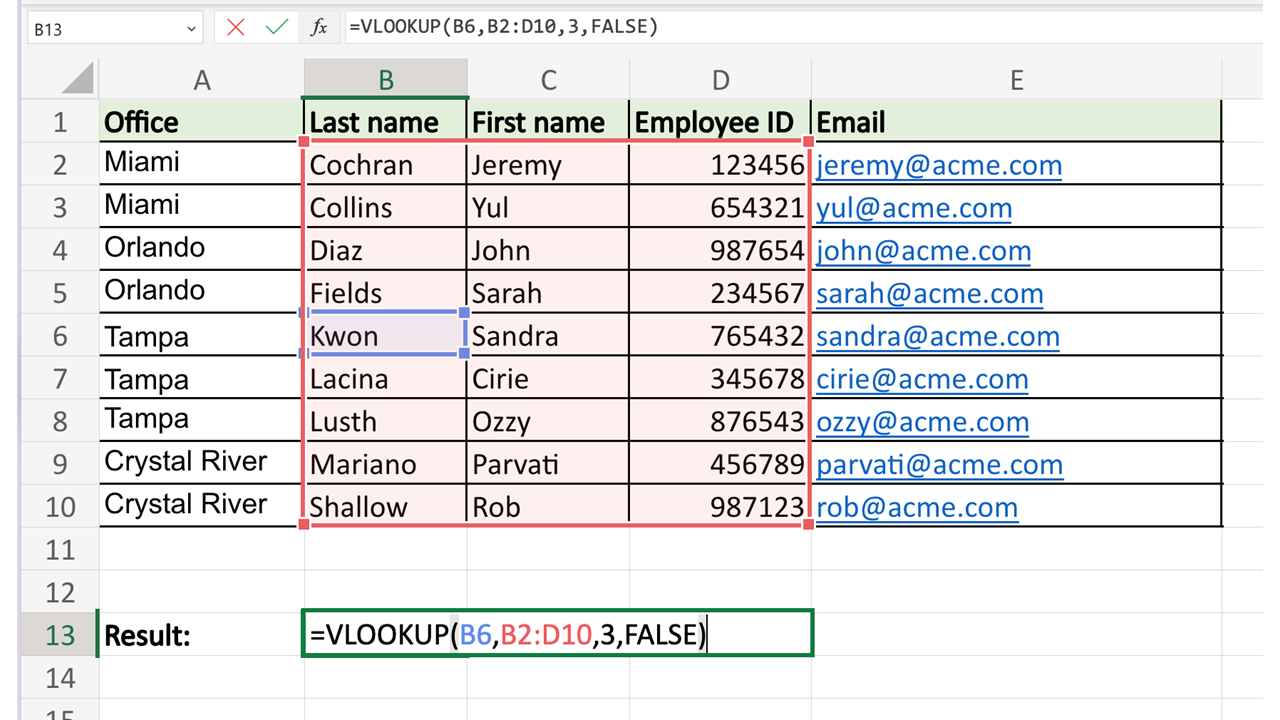 B13 fx =VLOOKUP(B6,B2:D10,3,FALSE)
A B C D E
1 Office Last name First name Employee ID Email
2 Miami Cochran Jeremy 123456 jeremy@acme.com
3 Miami Collins Yul 654321 yul@acme.com
4 Orlando Diaz John 987654 john@acme.com
5 Orlando Fields Sarah 234567 sarah@acme.com
6 Tampa Kwon Sandra 765432 sandra@acme.com
7 Tampa Lacina Cirie 345678 cirie@acme.com
8 Tampa Lusth Ozzy 876543 ozzy@acme.com
9 Crystal River Mariano Parvati 456789 parvati@acme.com
10 Crystal River Shallow Rob 987123 rob@acme.com
11
12
13 Result: =VLOOKUP(B6,B2:D10,3,FALSE)
14
15